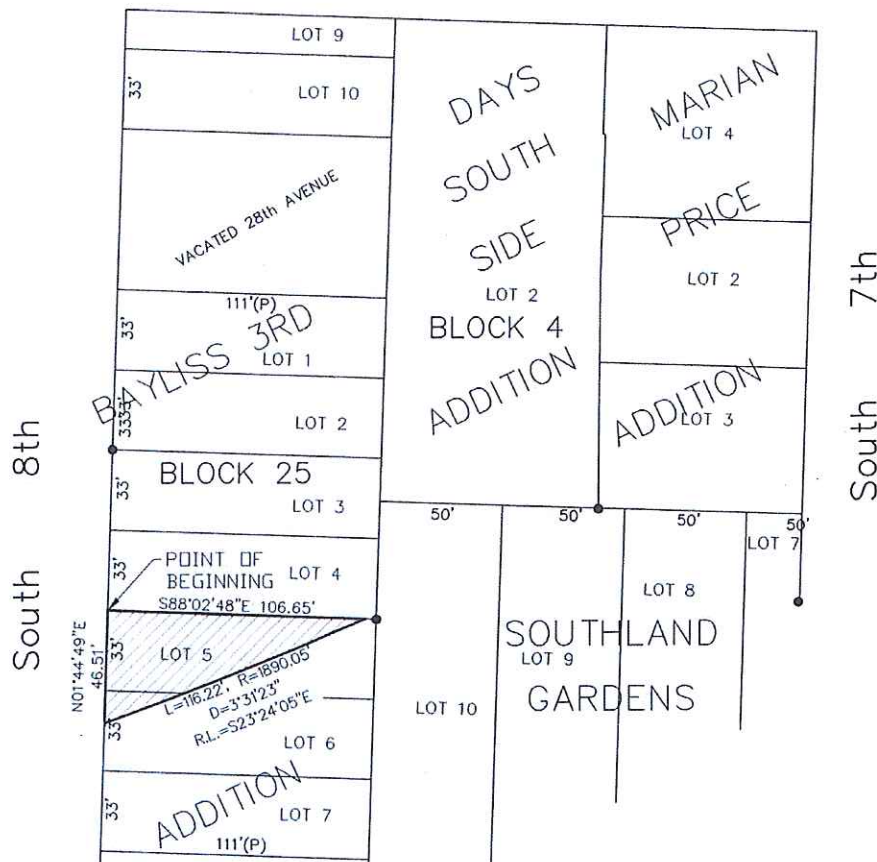 LOT 9
33'
LOT 10
VACATED 28th AVENUE
111'(P)
33'
LOT 1
BAYLISS 3RD
3333'
LOT 2
BLOCK 25
33'
LOT 3
33'
POINT OF
BEGINNING
LOT 4
S88°02'48"E 106.65'
33'
LOT 5
N01°44'49"E
46.51'
L=116.22', R=1890.05'
D=3°31'23"
R.L.=S23°24'05"E
33'
LOT 6
33'
LOT 7
ADDITION
111'(P)
South 8th
DAYS
SOUTH
SIDE
LOT 2
BLOCK 4
ADDITION
MARIAN
LOT 4
PRICE
LOT 2
ADDITION
LOT 3
South 7th
50'
50'
50'
50'
LOT 7
LOT 8
SOUTHLAND
LOT 9
GARDENS
LOT 10